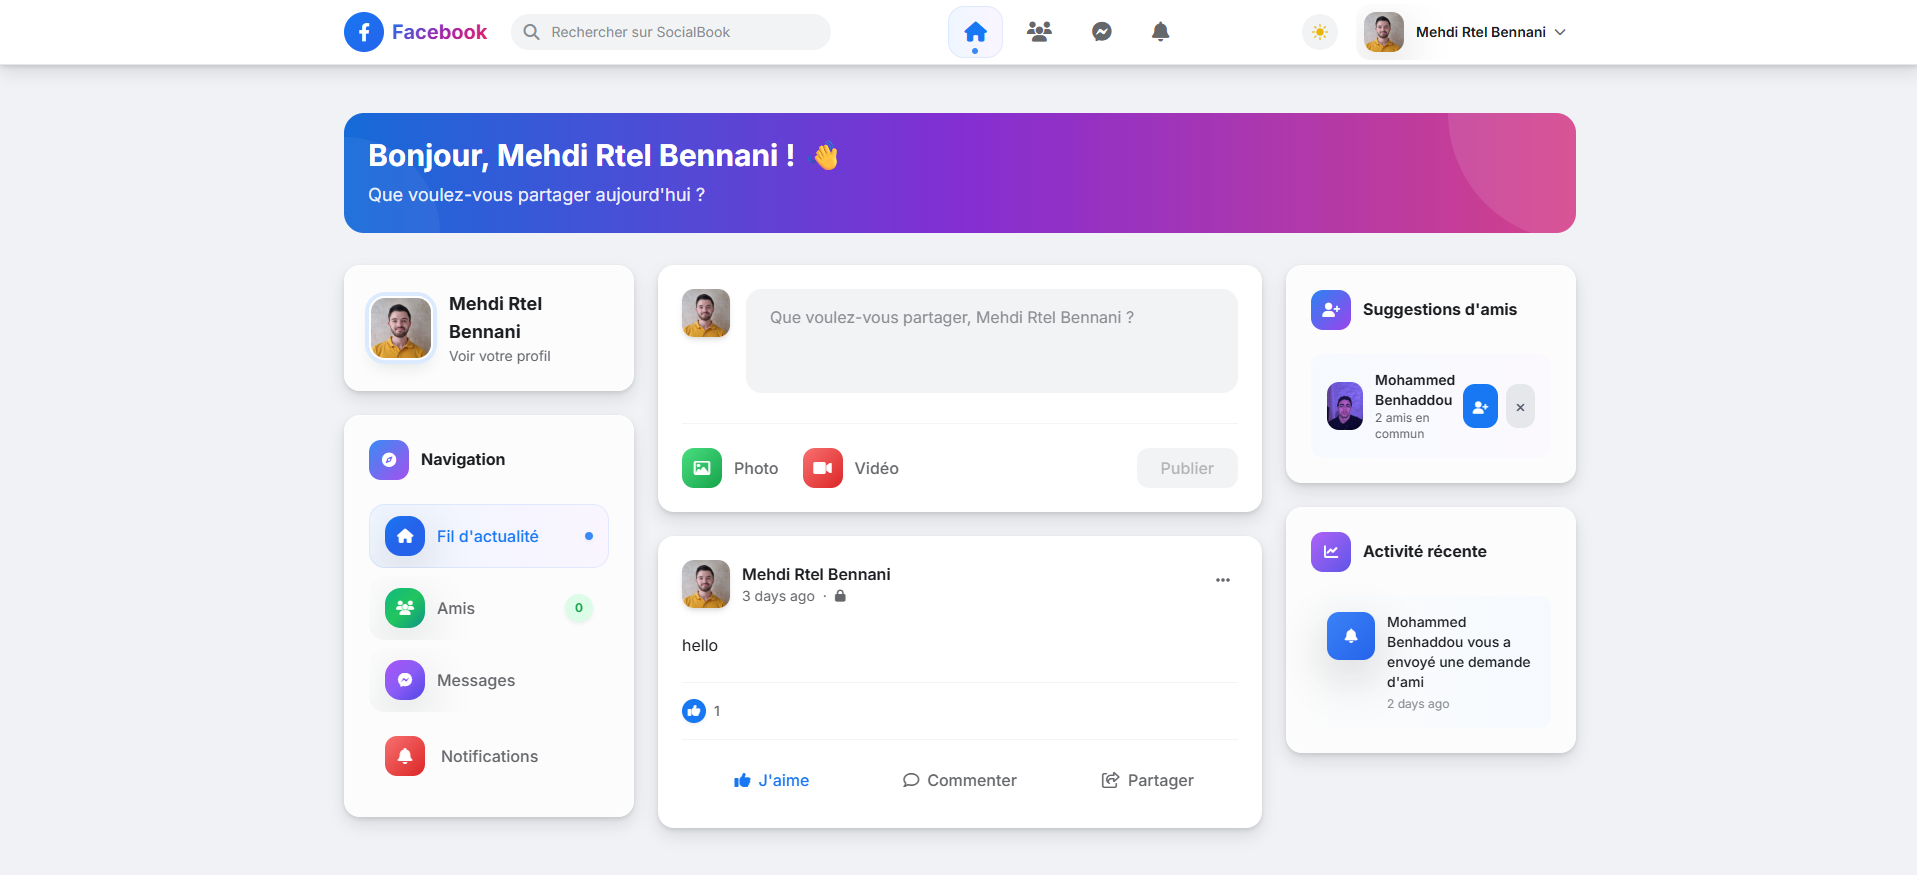 Facebook
Rechercher sur SocialBook
Mehdi Rtel Bennani
Bonjour, Mehdi Rtel Bennani ! 👋
Que voulez-vous partager aujourd'hui ?
Mehdi Rtel
Bennani
Voir votre profil
Navigation
Fil d'actualité
Amis
0
Messages
Notifications
Que voulez-vous partager, Mehdi Rtel Bennani ?
Photo
Vidéo
Publier
Mehdi Rtel Bennani
3 days ago ·
hello
1
J'aime
Commenter
Partager
Suggestions d'amis
Mohammed
Benhaddou
2 amis en
commun
Activité récente
Mohammed
Benhaddou vous a
envoyé une demande
d'ami
2 days ago